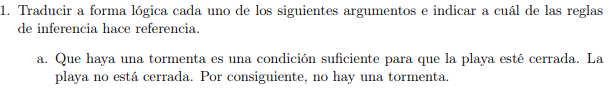 1. Traducir a forma lógica cada uno de los siguientes argumentos e indicar a cuál de las reglas
de inferencia hace referencia.
a. Que haya una tormenta es una condición suficiente para que la playa esté cerrada. La
playa no está cerrada. Por consiguiente, no hay una tormenta.